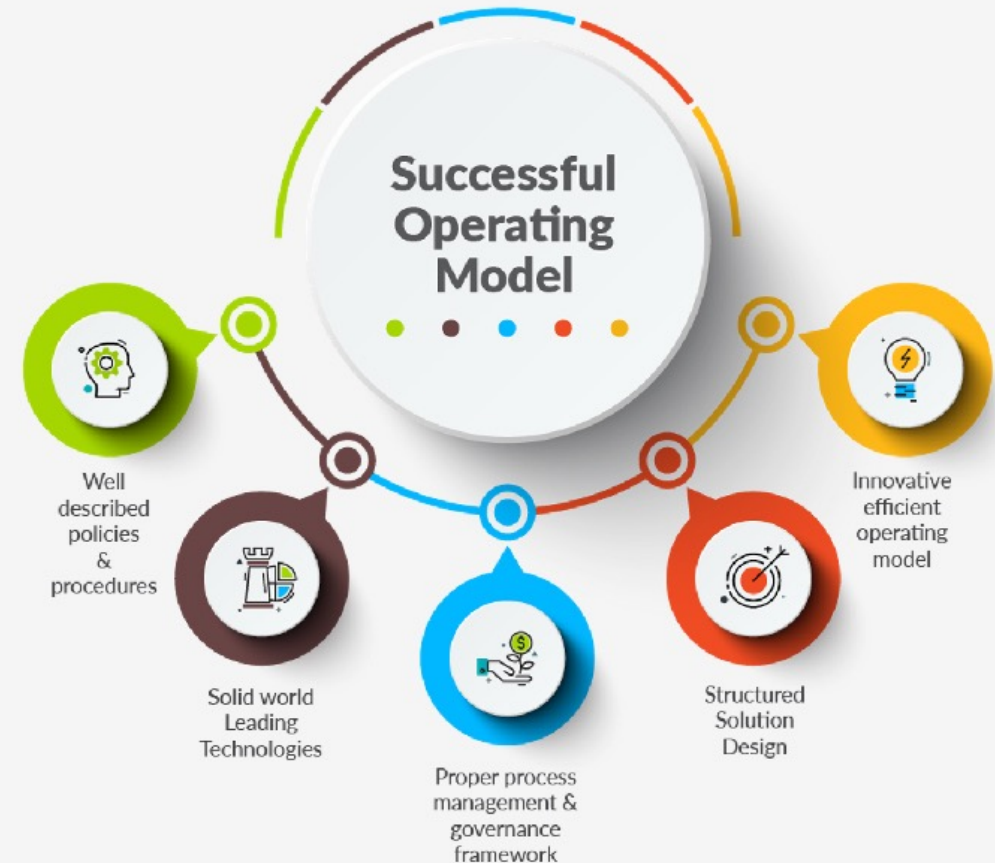 Successful
Operating
Model
Well
described
policies
&
procedures
Solid world
Leading
Technologies
Proper process
management &
governance
framework
Structured
Solution
Design
Innovative
efficient
operating
model
$